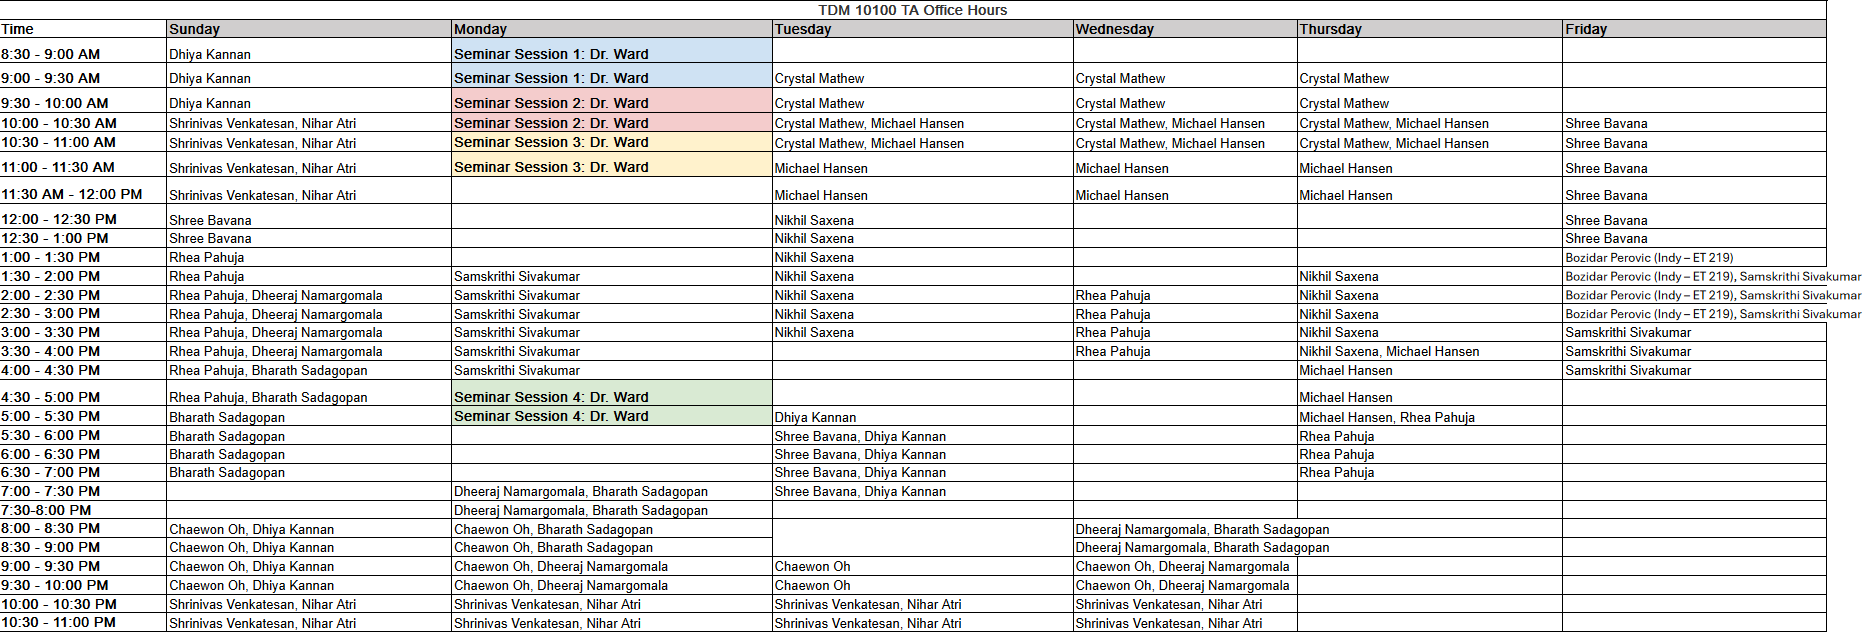 TDM 10100 TA Office Hours
Time Sunday Monday Tuesday Wednesday Thursday Friday
8:30 - 9:00 AM Dhiya Kannan Seminar Session 1: Dr. Ward
9:00 - 9:30 AM Dhiya Kannan Seminar Session 1: Dr. Ward Crystal Mathew Crystal Mathew Crystal Mathew
9:30 - 10:00 AM Dhiya Kannan Seminar Session 2: Dr. Ward Crystal Mathew Crystal Mathew Crystal Mathew
10:00 - 10:30 AM Shrinivas Venkatesan, Nihar Atri Seminar Session 2: Dr. Ward Crystal Mathew, Michael Hansen Crystal Mathew, Michael Hansen Crystal Mathew, Michael Hansen Shree Bavana
10:30 - 11:00 AM Shrinivas Venkatesan, Nihar Atri Seminar Session 3: Dr. Ward Crystal Mathew, Michael Hansen Crystal Mathew, Michael Hansen Crystal Mathew, Michael Hansen Shree Bavana
11:00 - 11:30 AM Shrinivas Venkatesan, Nihar Atri Seminar Session 3: Dr. Ward Michael Hansen Michael Hansen Michael Hansen Shree Bavana
11:30 AM - 12:00 PM Shrinivas Venkatesan, Nihar Atri Michael Hansen Michael Hansen Michael Hansen Shree Bavana
12:00 - 12:30 PM Shree Bavana Nikhil Saxena Shree Bavana
12:30 - 1:00 PM Shree Bavana Nikhil Saxena Shree Bavana
1:00 - 1:30 PM Rhea Pahuja Nikhil Saxena Bozidar Perovic (Indy – ET 219)
1:30 - 2:00 PM Rhea Pahuja Samskrithi Sivakumar Nikhil Saxena Nikhil Saxena Bozidar Perovic (Indy – ET 219), Samskrithi Sivakumar
2:00 - 2:30 PM Rhea Pahuja, Dheeraj Namargomala Samskrithi Sivakumar Nikhil Saxena Rhea Pahuja Nikhil Saxena Bozidar Perovic (Indy – ET 219), Samskrithi Sivakumar
2:30 - 3:00 PM Rhea Pahuja, Dheeraj Namargomala Samskrithi Sivakumar Nikhil Saxena Rhea Pahuja Nikhil Saxena Bozidar Perovic (Indy – ET 219), Samskrithi Sivakumar
3:00 - 3:30 PM Rhea Pahuja, Dheeraj Namargomala Samskrithi Sivakumar Nikhil Saxena Rhea Pahuja Nikhil Saxena Samskrithi Sivakumar
3:30 - 4:00 PM Rhea Pahuja, Dheeraj Namargomala Samskrithi Sivakumar Rhea Pahuja Nikhil Saxena, Michael Hansen Samskrithi Sivakumar
4:00 - 4:30 PM Rhea Pahuja, Bharath Sadagopan Samskrithi Sivakumar Michael Hansen Samskrithi Sivakumar
4:30 - 5:00 PM Rhea Pahuja, Bharath Sadagopan Seminar Session 4: Dr. Ward Michael Hansen
5:00 - 5:30 PM Bharath Sadagopan Seminar Session 4: Dr. Ward Dhiya Kannan Michael Hansen, Rhea Pahuja
5:30 - 6:00 PM Bharath Sadagopan Shree Bavana, Dhiya Kannan Rhea Pahuja
6:00 - 6:30 PM Bharath Sadagopan Shree Bavana, Dhiya Kannan Rhea Pahuja
6:30 - 7:00 PM Bharath Sadagopan Shree Bavana, Dhiya Kannan Rhea Pahuja
7:00 - 7:30 PM Dheeraj Namargomala, Bharath Sadagopan Shree Bavana, Dhiya Kannan
7:30-8:00 PM Dheeraj Namargomala, Bharath Sadagopan
8:00 - 8:30 PM Chaewon Oh, Dhiya Kannan Chaewon Oh, Bharath Sadagopan Dheeraj Namargomala, Bharath Sadagopan
8:30 - 9:00 PM Chaewon Oh, Dhiya Kannan Cheawon Oh, Bharath Sadagopan Dheeraj Namargomala, Bharath Sadagopan
9:00 - 9:30 PM Chaewon Oh, Dhiya Kannan Chaewon Oh, Dheeraj Namargomala Chaewon Oh Chaewon Oh, Dheeraj Namargomala
9:30 - 10:00 PM Chaewon Oh, Dhiya Kannan Chaewon Oh, Dheeraj Namargomala Chaewon Oh Chaewon Oh, Dheeraj Namargomala
10:00 - 10:30 PM Shrinivas Venkatesan, Nihar Atri Shrinivas Venkatesan, Nihar Atri Shrinivas Venkatesan, Nihar Atri Shrinivas Venkatesan, Nihar Atri
10:30 - 11:00 PM Shrinivas Venkatesan, Nihar Atri Shrinivas Venkatesan, Nihar Atri Shrinivas Venkatesan, Nihar Atri Shrinivas Venkatesan, Nihar Atri